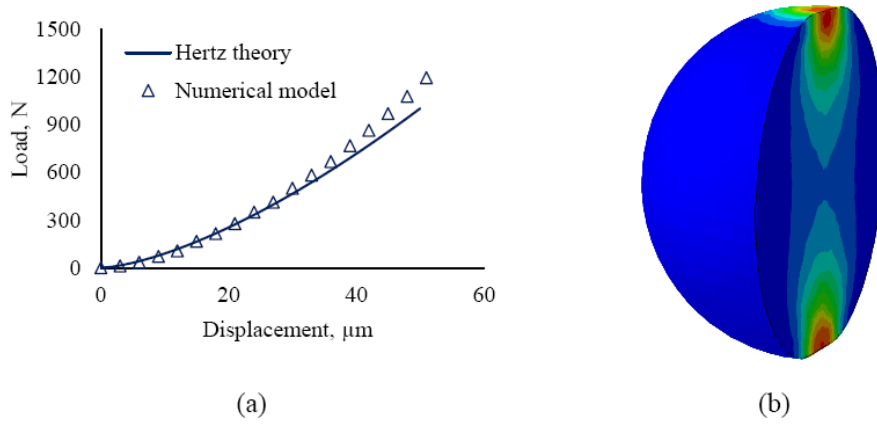 1500
1200
900
600
300
0
Load, N
Hertz theory
Numerical model
0 20 40 60
Displacement, µm
(a) (b)